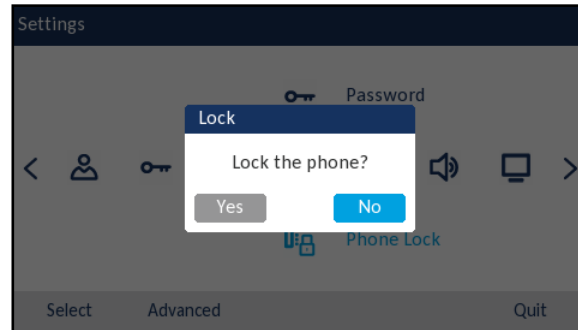 Settings
Password
Lock
Lock the phone?
Yes No
Phone Lock
Select Advanced Quit